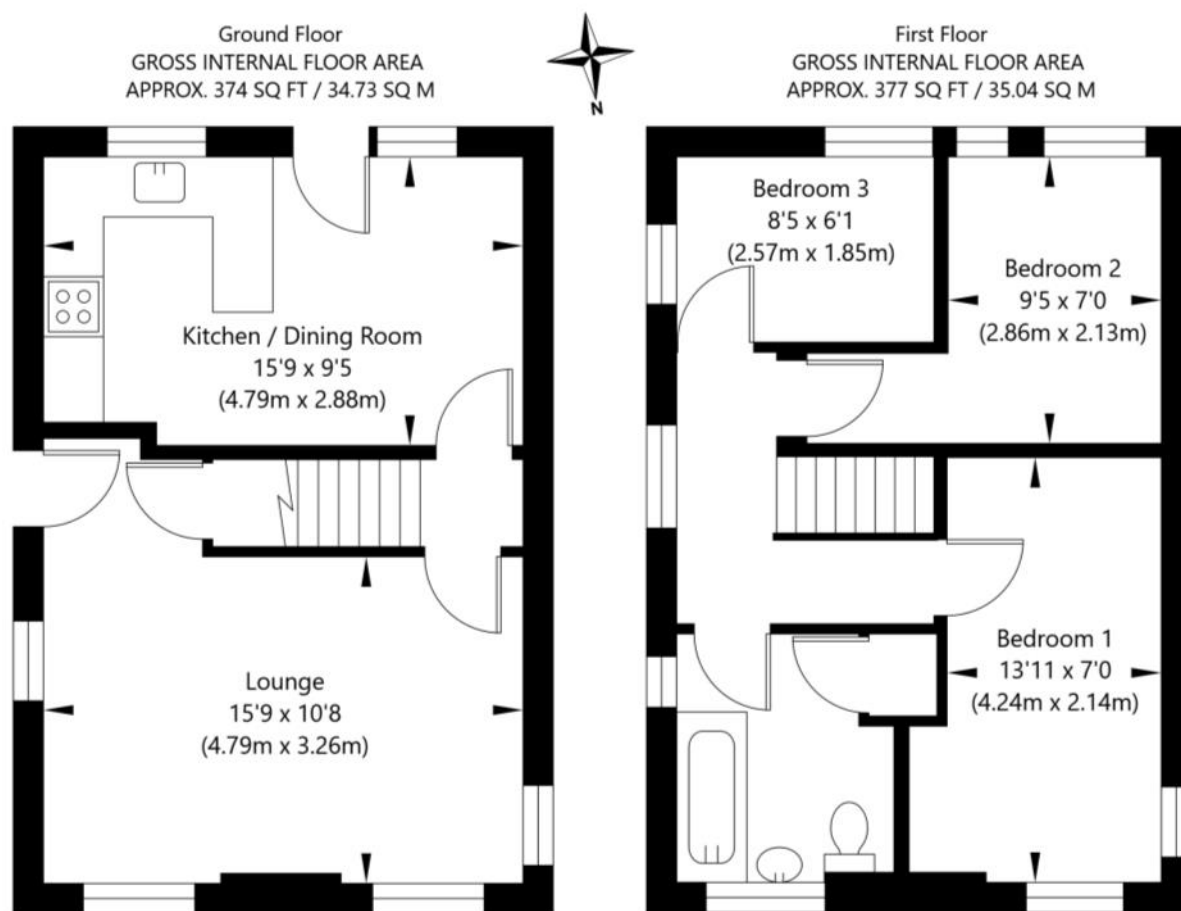 Ground Floor
GROSS INTERNAL FLOOR AREA
APPROX. 374 SQ FT / 34.73 SQ M
N
First Floor
GROSS INTERNAL FLOOR AREA
APPROX. 377 SQ FT / 35.04 SQ M
Kitchen / Dining Room
15'9 x 9'5
(4.79m x 2.88m)
Lounge
15'9 x 10'8
(4.79m x 3.26m)
Bedroom 3
8'5 x 6'1
(2.57m x 1.85m)
Bedroom 2
9'5 x 7'0
(2.86m x 2.13m)
Bedroom 1
13'11 x 7'0
(4.24m x 2.14m)